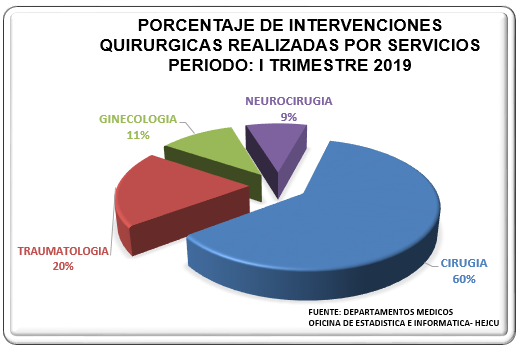 PORCENTAJE DE INTERVENCIONES
QUIRURGICAS REALIZADAS POR SERVICIOS
PERIODO: I TRIMESTRE 2019
NEUROCIRUGIA
9%
GINECOLOGIA
11%
TRAUMATOLOGIA
20%
CIRUGIA
60%
FUENTE: DEPARTAMENTOS MEDICOS
OFICINA DE ESTADISTICA E INFORMATICA- HEJCU